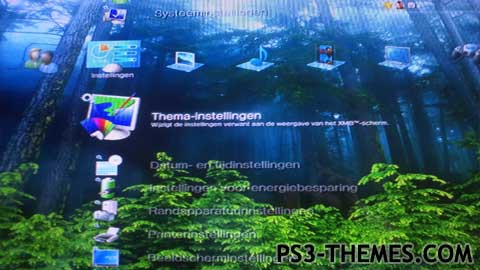 Systeeminstellingen
Instellingen
Thema-instellingen
Wijzigt de instellingen verwant aan de weergave van het XMB™-scherm.
Datum- en tijdinstellingen
Instellingen voor energiebesparing
Randapparatuurinstellingen
Printerinstellingen
Beeldscherminstellingen
PS3-THEMES.COM